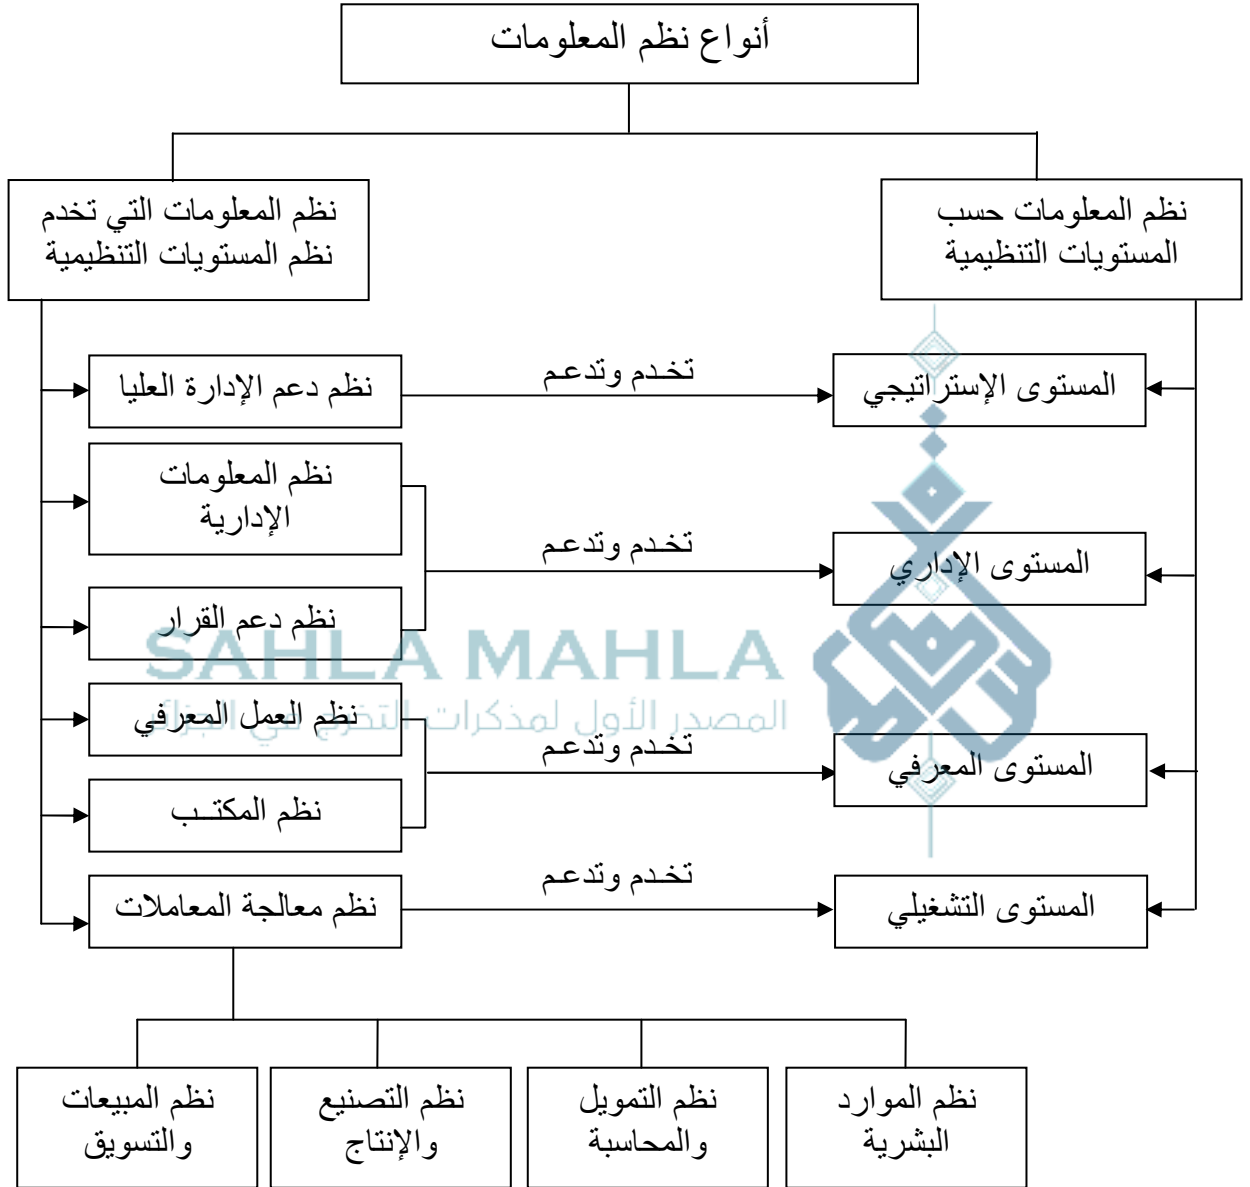 أنواع نظم المعلومات
نظم المعلومات حسب
المستويات التنظيمية
نظم المعلومات التي تخدم
نظم المستويات التنظيمية
المستوى الإستراتيجي
تخدم وتدعم
نظم دعم الإدارة العليا
المستوى الإداري
تخدم وتدعم
نظم المعلومات
الإدارية
نظم دعم القرار
SAHLA MAHLA
المصدر الأول لمذكرات التخرج في الجزائر
المستوى المعرفي
تخدم وتدعم
نظم العمل المعرفي
نظم المكتــب
المستوى التشغيلي
تخدم وتدعم
نظم معالجة المعاملات
نظم الموارد
البشرية
نظم التمويل
والمحاسبة
نظم التصنيع
والإنتاج
نظم المبيعات
والتسويق